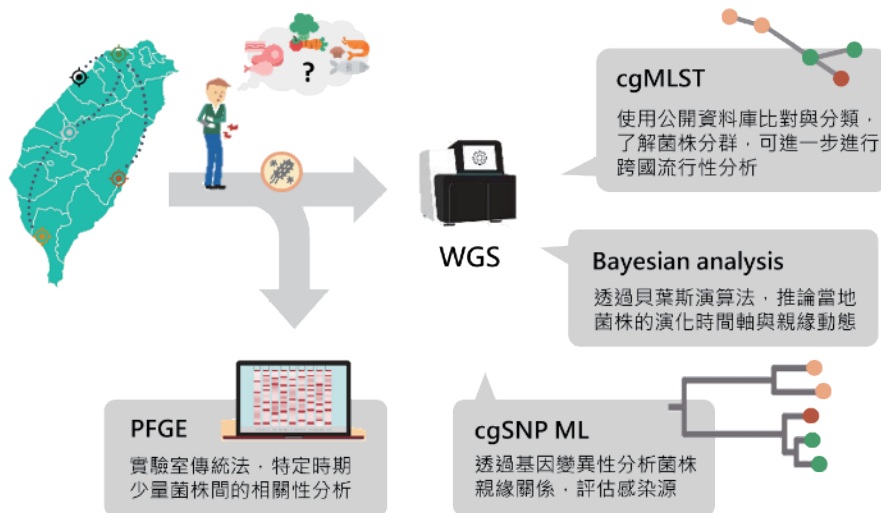 ?
cgMLST
使用公開資料庫比對與分類，
了解菌株分群，可進一步進行
跨國流行性分析
WGS
Bayesian analysis
透過貝葉斯演算法，推論當地
菌株的演化時間軸與親緣動態
PFGE
實驗室傳統法，特定時期
少量菌株間的相關性分析
cgSNP ML
透過基因變異性分析菌株
親緣關係，評估感染源